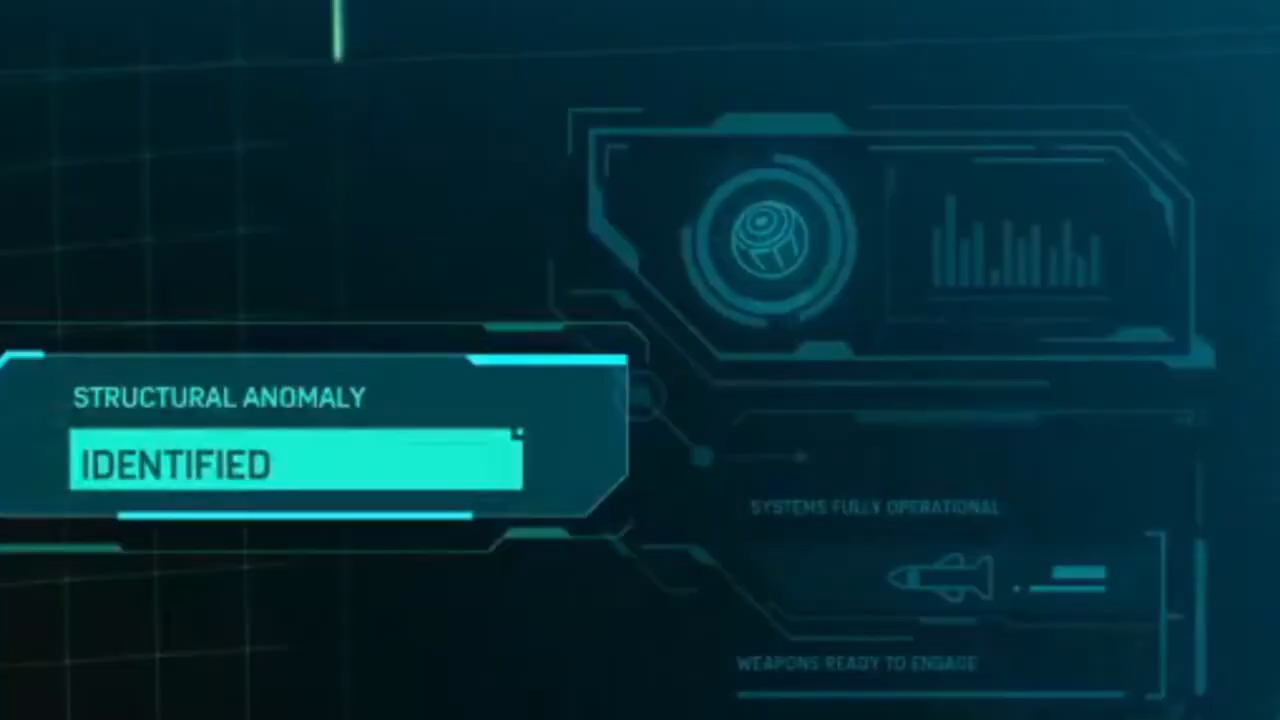 STRUCTURAL ANOMALY
IDENTIFIED
SYSTEMS FULLY OPERATIONAL
WEAPONS READY TO ENGAGE